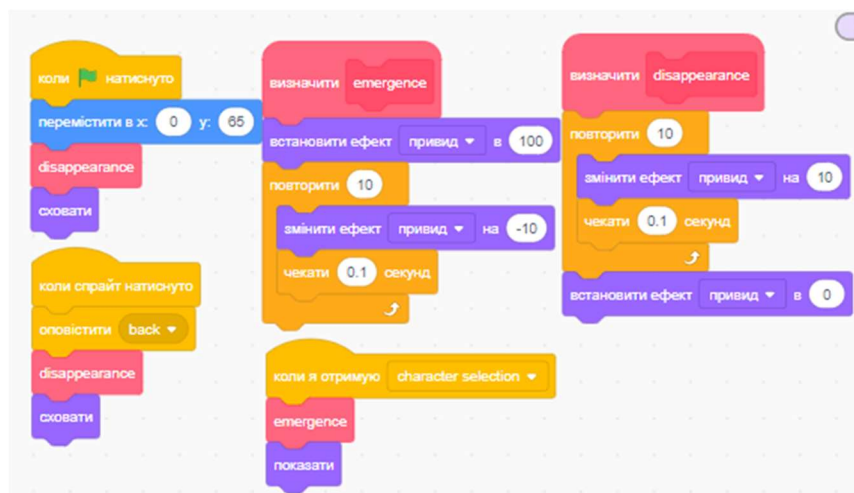 коли натиснуто
перемістити в x: 0 y: 65
disappearance
сховати
коли спрайт натиснуто
оповістити back
disappearance
сховати
визначити emergence
встановити ефект привид в 100
повторити 10
змінити ефект привид на -10
чекати 0.1 секунд
коли я отримую character selection
emergence
показати
визначити disappearance
повторити 10
змінити ефект привид на 10
чекати 0.1 секунд
встановити ефект привид в 0